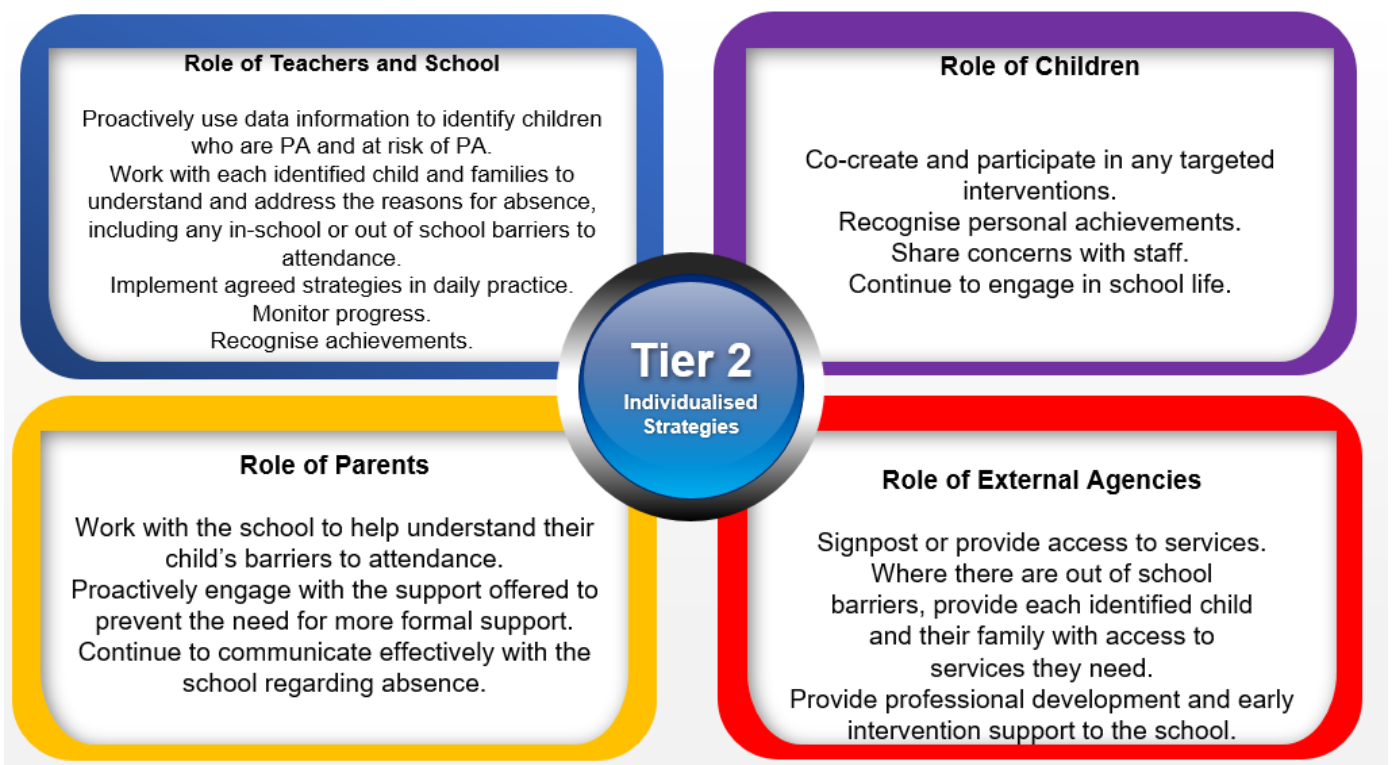 Role of Teachers and School
Proactively use data information to identify children
who are PA and at risk of PA.
Work with each identified child and families to
understand and address the reasons for absence,
including any in-school or out of school barriers to
attendance.
Implement agreed strategies in daily practice.
Monitor progress.
Recognise achievements.
Role of Children
Co-create and participate in any targeted
interventions.
Recognise personal achievements.
Share concerns with staff.
Continue to engage in school life.
Tier 2
Individualised
Strategies
Role of Parents
Work with the school to help understand their
child’s barriers to attendance.
Proactively engage with the support offered to
prevent the need for more formal support.
Continue to communicate effectively with the
school regarding absence.
Role of External Agencies
Signpost or provide access to services.
Where there are out of school
barriers, provide each identified child
and their family with access to
services they need.
Provide professional development and early
intervention support to the school.